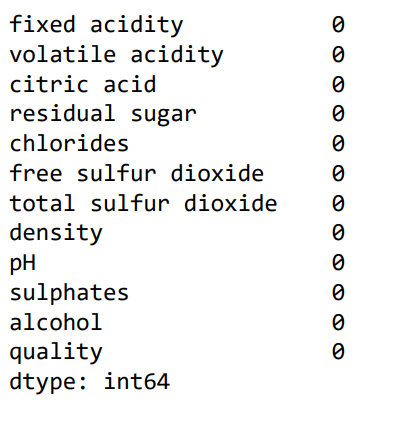 fixed acidity 0
volatile acidity 0
citric acid 0
residual sugar 0
chlorides 0
free sulfur dioxide 0
total sulfur dioxide 0
density 0
pH 0
sulphates 0
alcohol 0
quality 0
dtype: int64